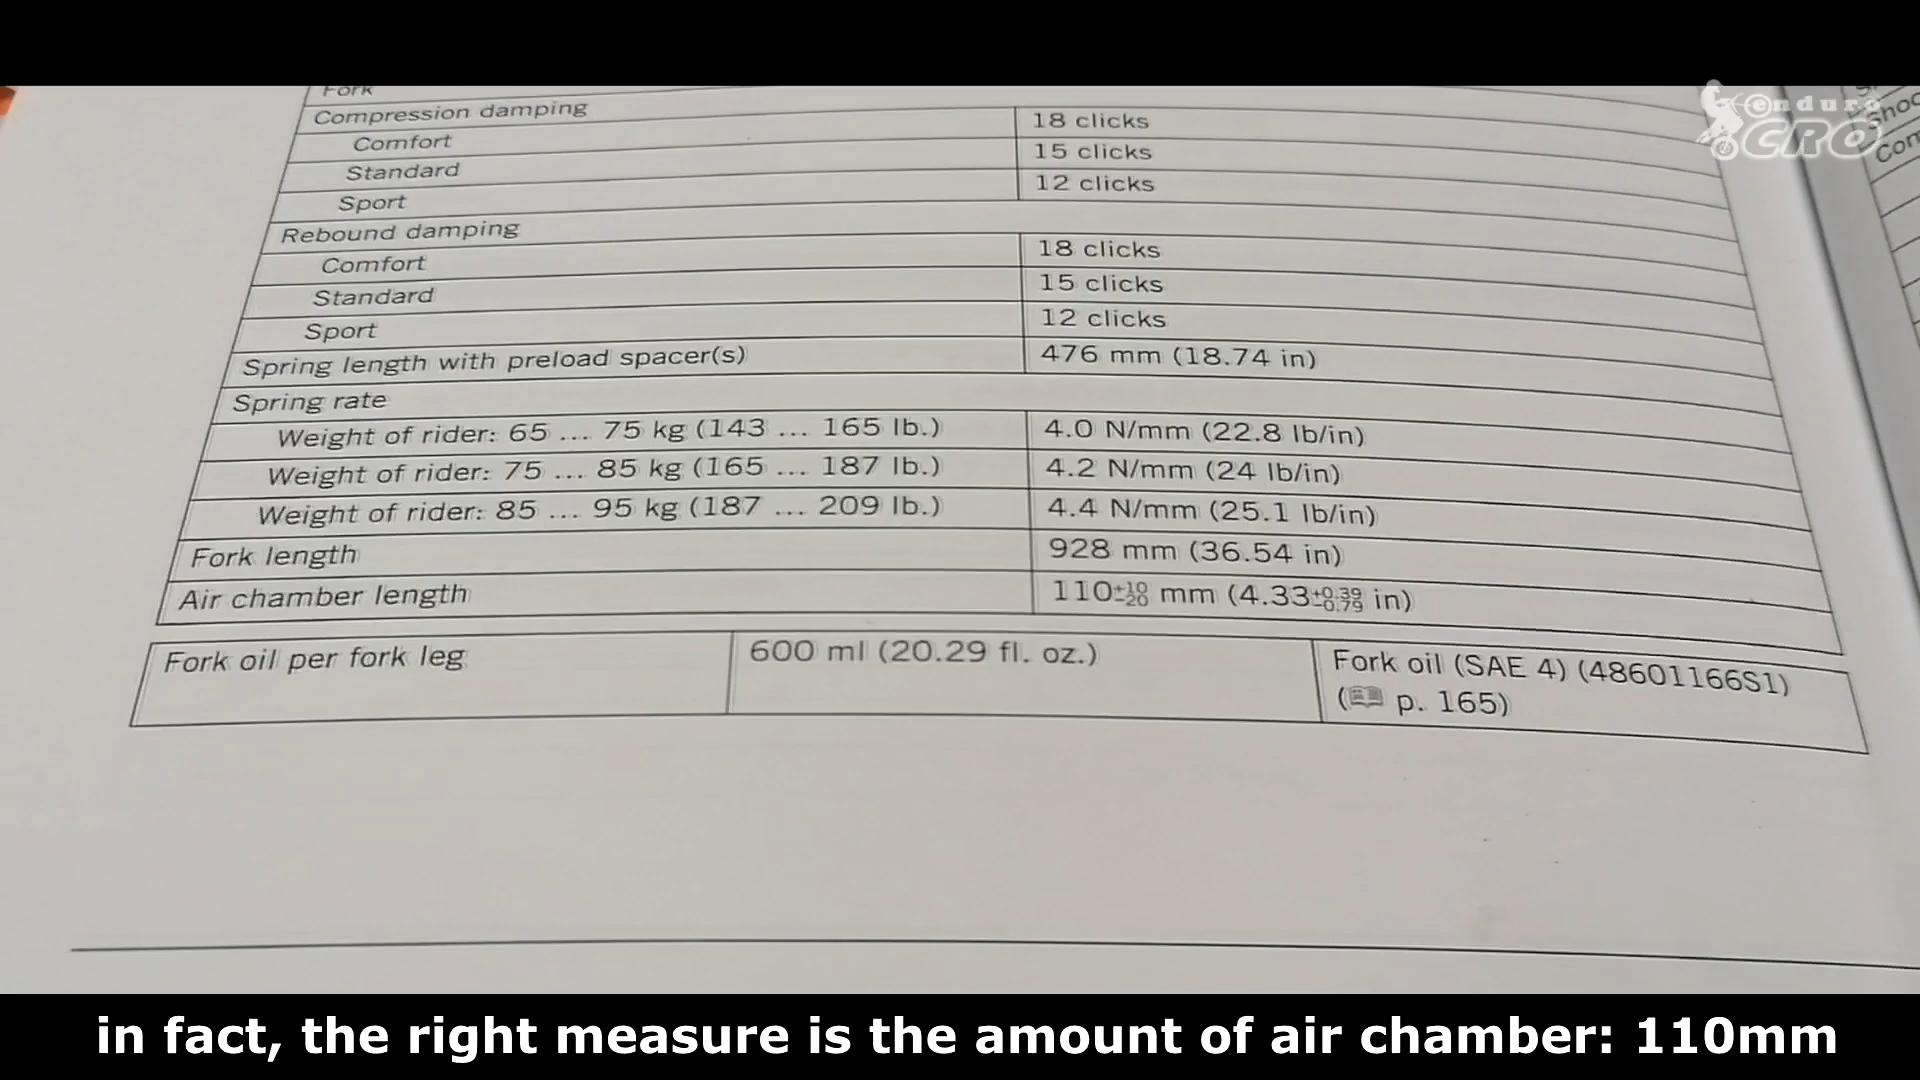 Fork
Compression damping
Comfort 18 clicks
Standard 15 clicks
Sport 12 clicks
Rebound damping
Comfort 18 clicks
Standard 15 clicks
Sport 12 clicks
Spring length with preload spacer(s) 476 mm (18.74 in)
Spring rate
Weight of rider: 65 … 75 kg (143 … 165 lb.) 4.0 N/mm (22.8 lb/in)
Weight of rider: 75 … 85 kg (165 … 187 lb.) 4.2 N/mm (24 lb/in)
Weight of rider: 85 … 95 kg (187 … 209 lb.) 4.4 N/mm (25.1 lb/in)
Fork length 928 mm (36.54 in)
Air chamber length 110 +10 −20 mm (4.33 +0.39 −0.79 in)
Fork oil per fork leg 600 ml (20.29 fl. oz.) Fork oil (SAE 4) (48601166S1)
(p. 165)
enduro
CRO
in fact, the right measure is the amount of air chamber: 110mm